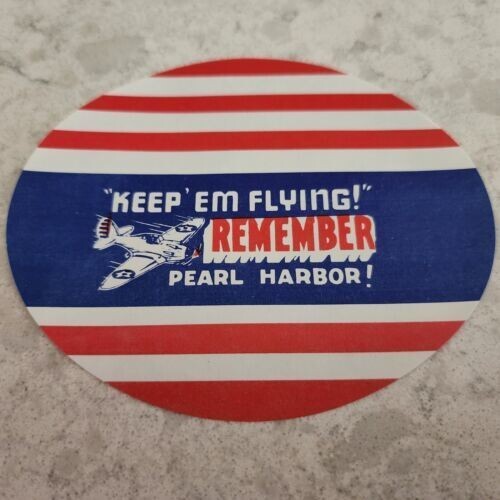 "KEEP 'EM FLYING!"
REMEMBER
PEARL HARBOR!